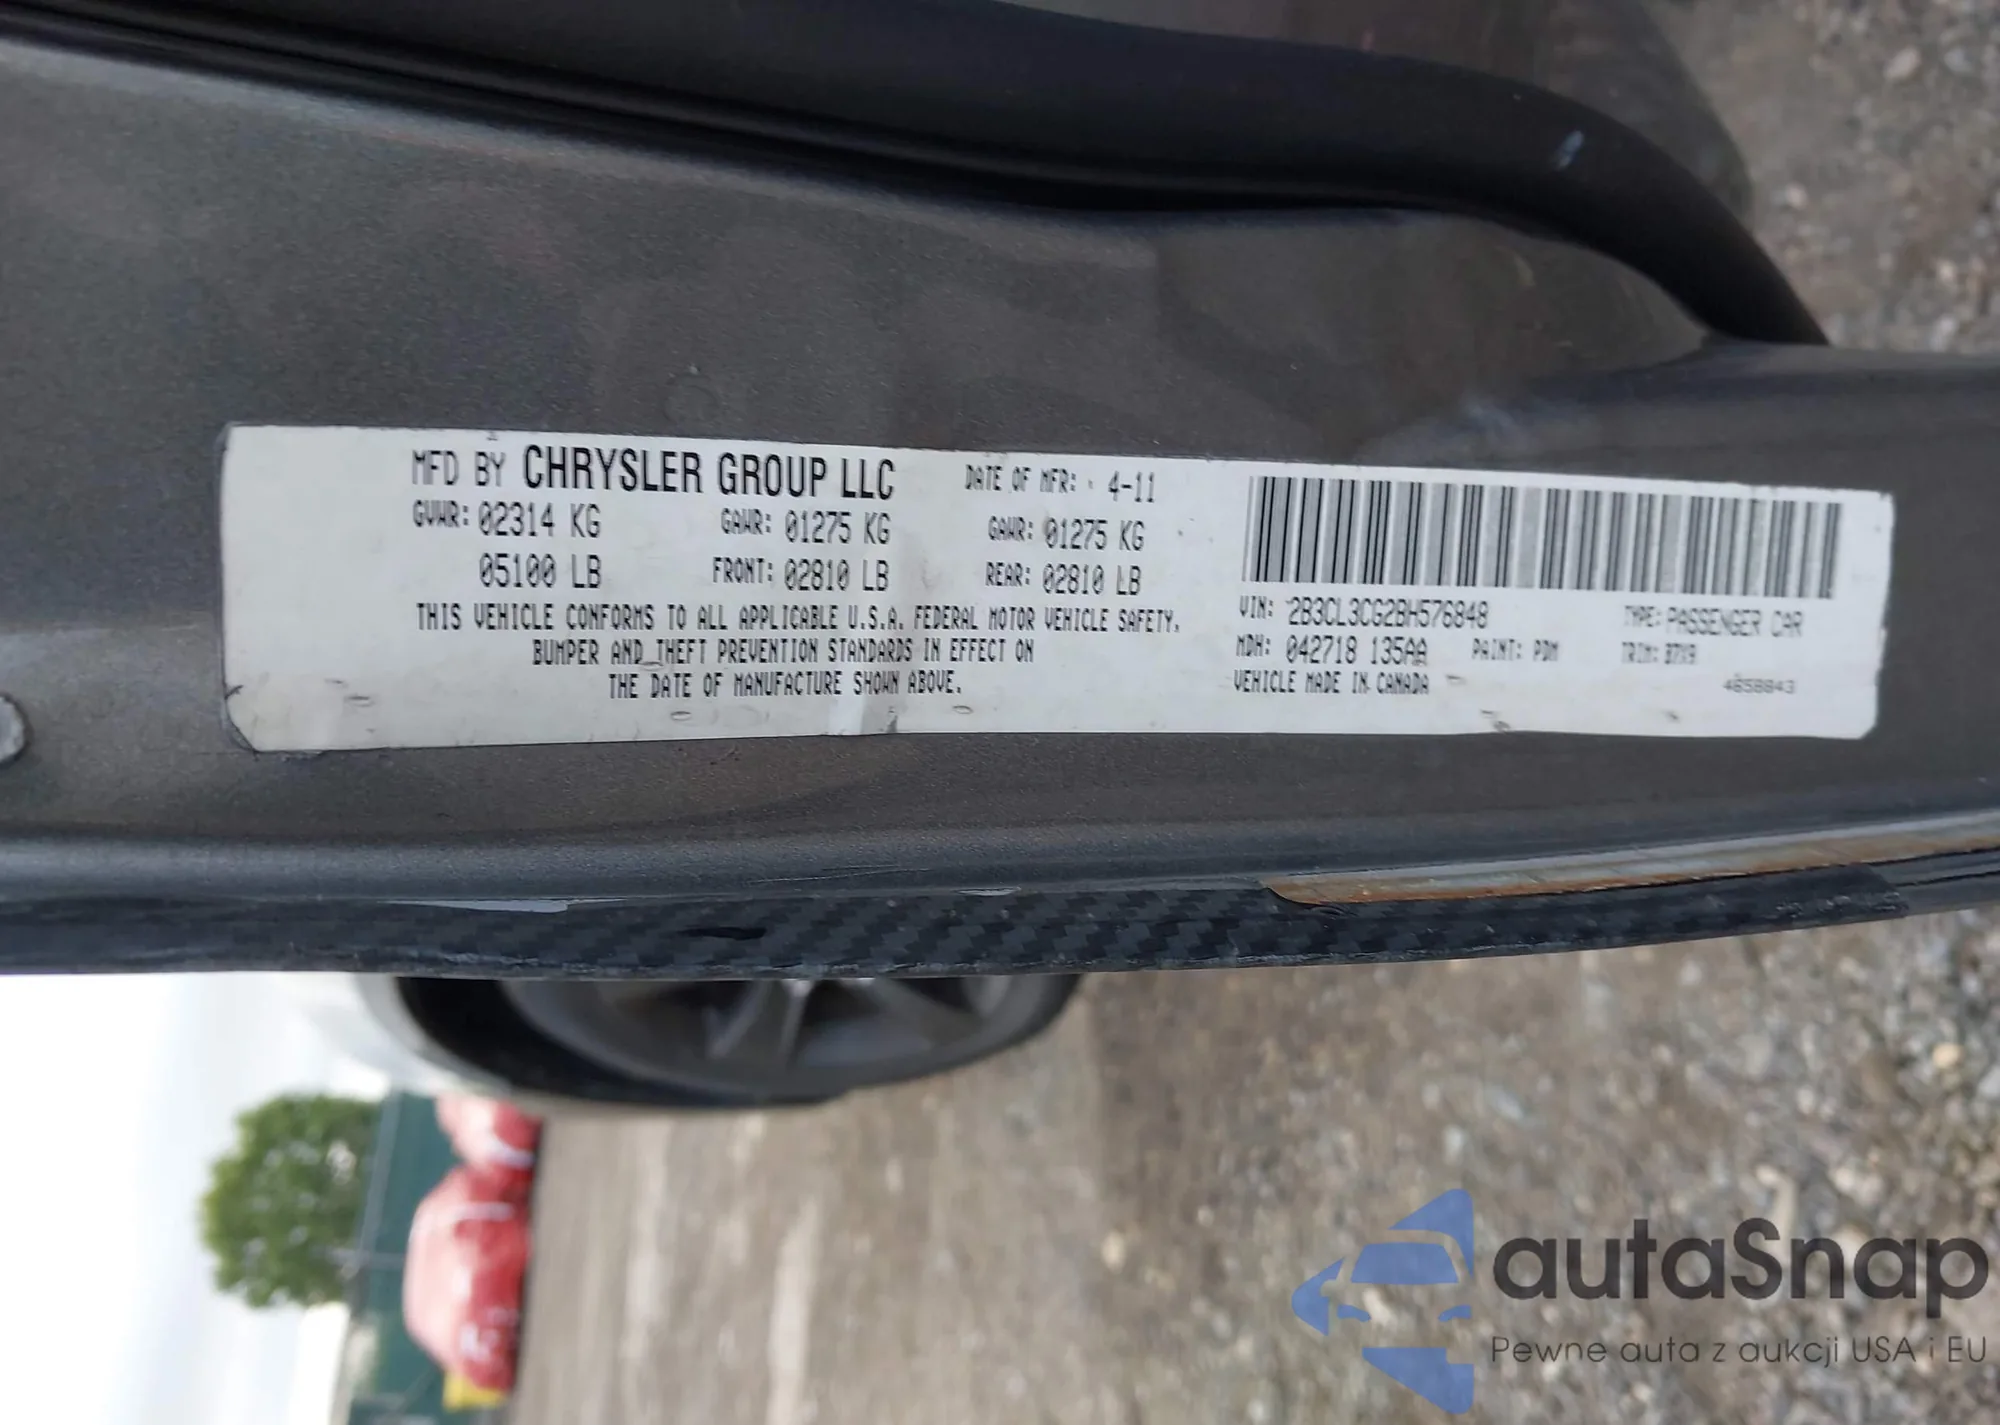 MFD BY CHRYSLER GROUP LLC DATE OF MFR: 4-11
GVWR: 02314 KG GAWR: 01275 KG GAWR: 01275 KG
05100 LB FRONT: 02810 LB REAR: 02810 LB
THIS VEHICLE CONFORMS TO ALL APPLICABLE U.S.A. FEDERAL MOTOR VEHICLE SAFETY,
BUMPER AND THEFT PREVENTION STANDARDS IN EFFECT ON
THE DATE OF MANUFACTURE SHOWN ABOVE.
VIN: 2B3CL3CG2BH576848 TYPE: PASSENGER CAR
MDH: 042718 135AA PAINT: PDM TRIM: B7X9
VEHICLE MADE IN CANADA 4658843
autaSnap
Pewne auta z aukcji USA i EU